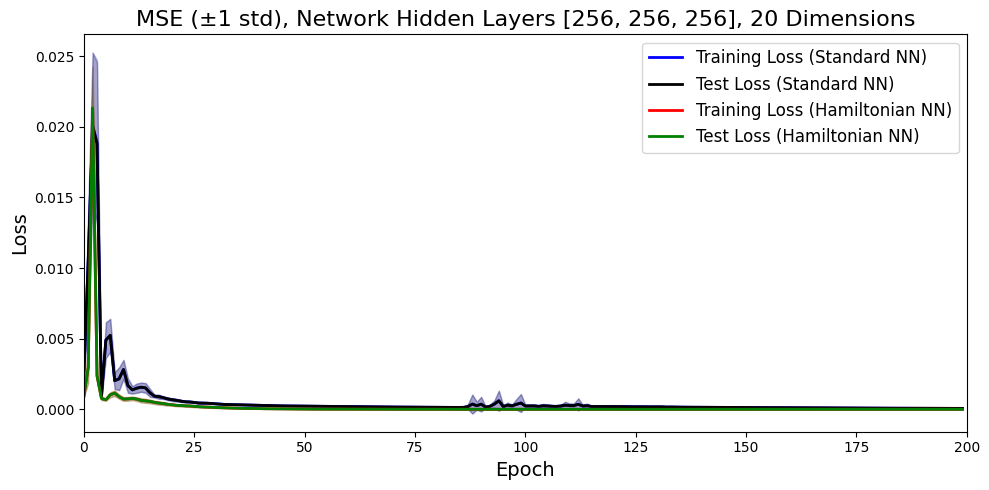 MSE (±1 std), Network Hidden Layers [256, 256, 256], 20 Dimensions
Training Loss (Standard NN)
Test Loss (Standard NN)
Training Loss (Hamiltonian NN)
Test Loss (Hamiltonian NN)
Loss
0.025
0.020
0.015
0.010
0.005
0.000
0 25 50 75 100 125 150 175 200
Epoch